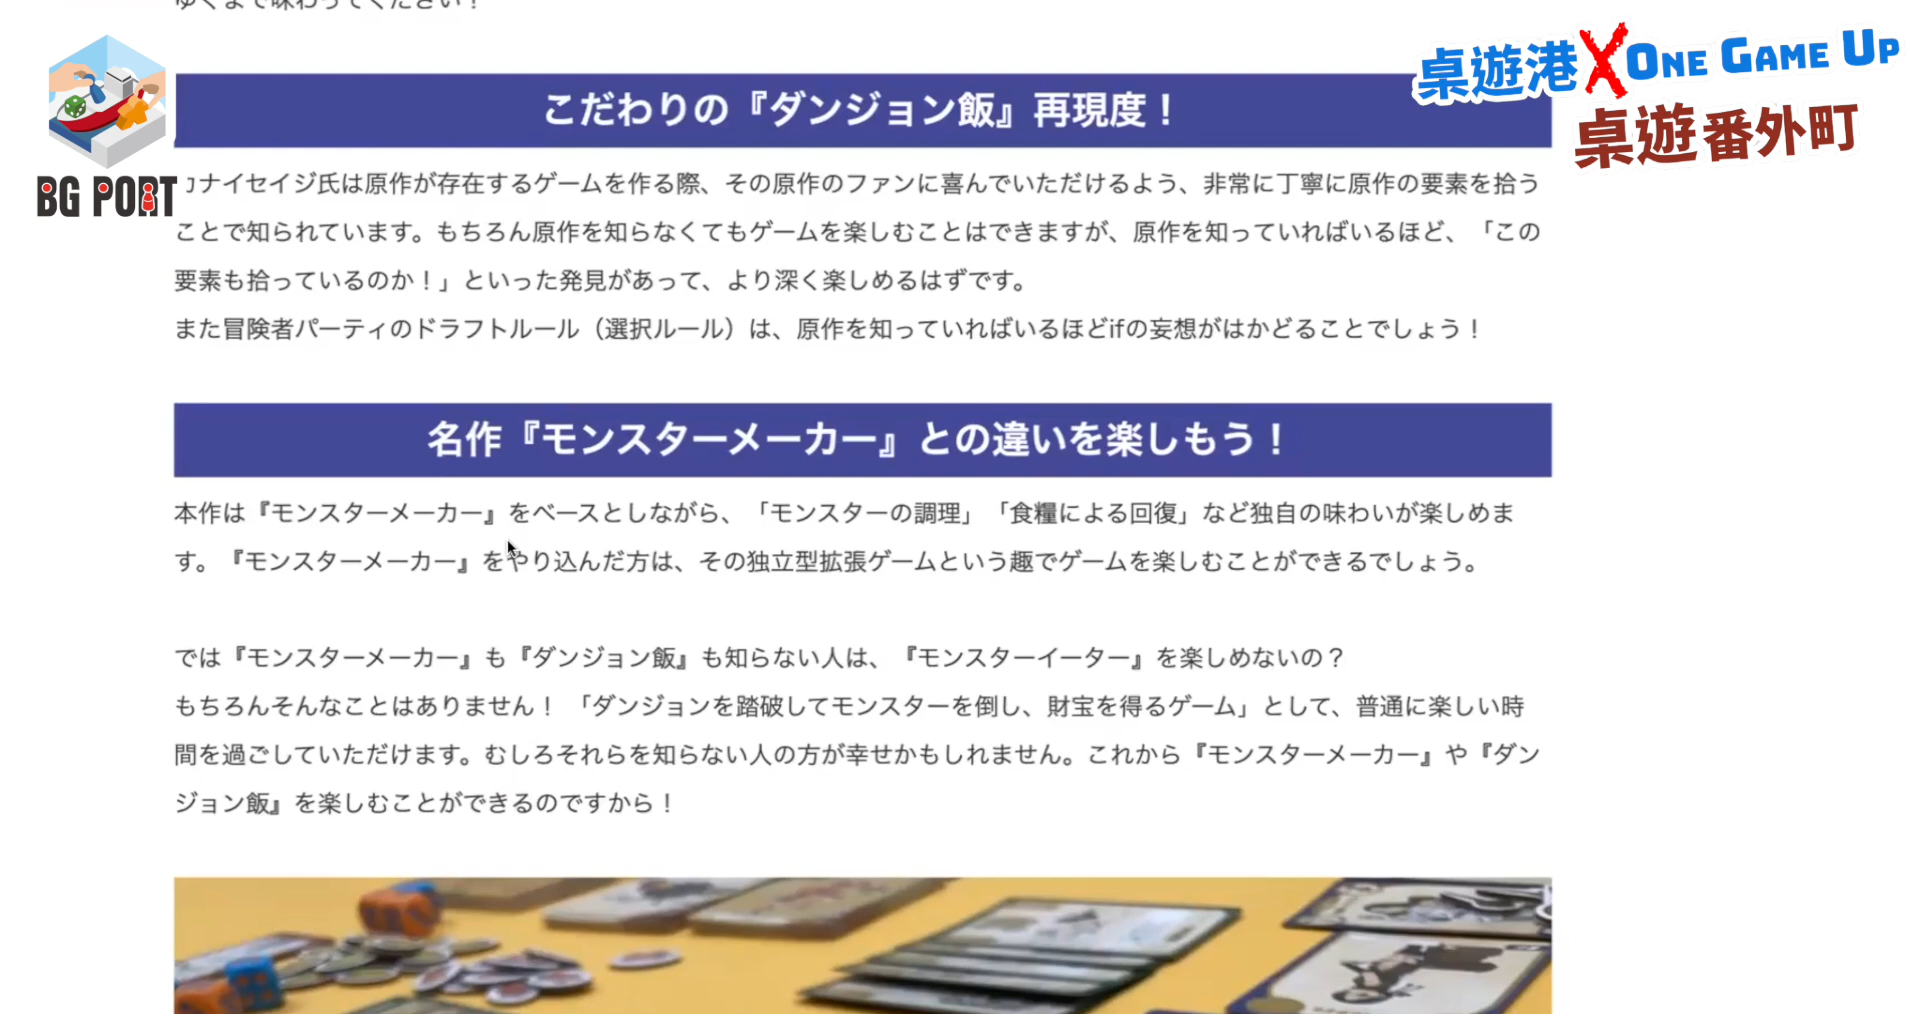 ゆくまで味わってください！
桌遊港XONE GAME UP
桌遊番外町
BG PORT
こだわりの『ダンジョン飯』再現度！
カナイセイジ氏は原作が存在するゲームを作る際、その原作のファンに喜んでいただけるよう、非常に丁寧に原作の要素を拾う
ことで知られています。もちろん原作を知らなくてもゲームを楽しむことはできますが、原作を知っていればいるほど、「この
要素も拾っているのか！」といった発見があって、より深く楽しめるはずです。
また冒険者パーティのドラフトルール（選択ルール）は、原作を知っていればいるほどifの妄想がはかどることでしょう！
名作『モンスターメーカー』との違いを楽しもう！
本作は『モンスターメーカー』をベースとしながら、「モンスターの調理」「食糧による回復」など独自の味わいが楽しめま
す。『モンスターメーカー』をやり込んだ方は、その独立型拡張ゲームという趣でゲームを楽しむことができるでしょう。
では『モンスターメーカー』も『ダンジョン飯』も知らない人は、『モンスターイーター』を楽しめないの？
もちろんそんなことはありません！「ダンジョンを踏破してモンスターを倒し、財宝を得るゲーム」として、普通に楽しい時
間を過ごしていただけます。むしろそれらを知らない人の方が幸せかもしれません。これから『モンスターメーカー』や『ダン
ジョン飯』を楽しむことができるのですから！